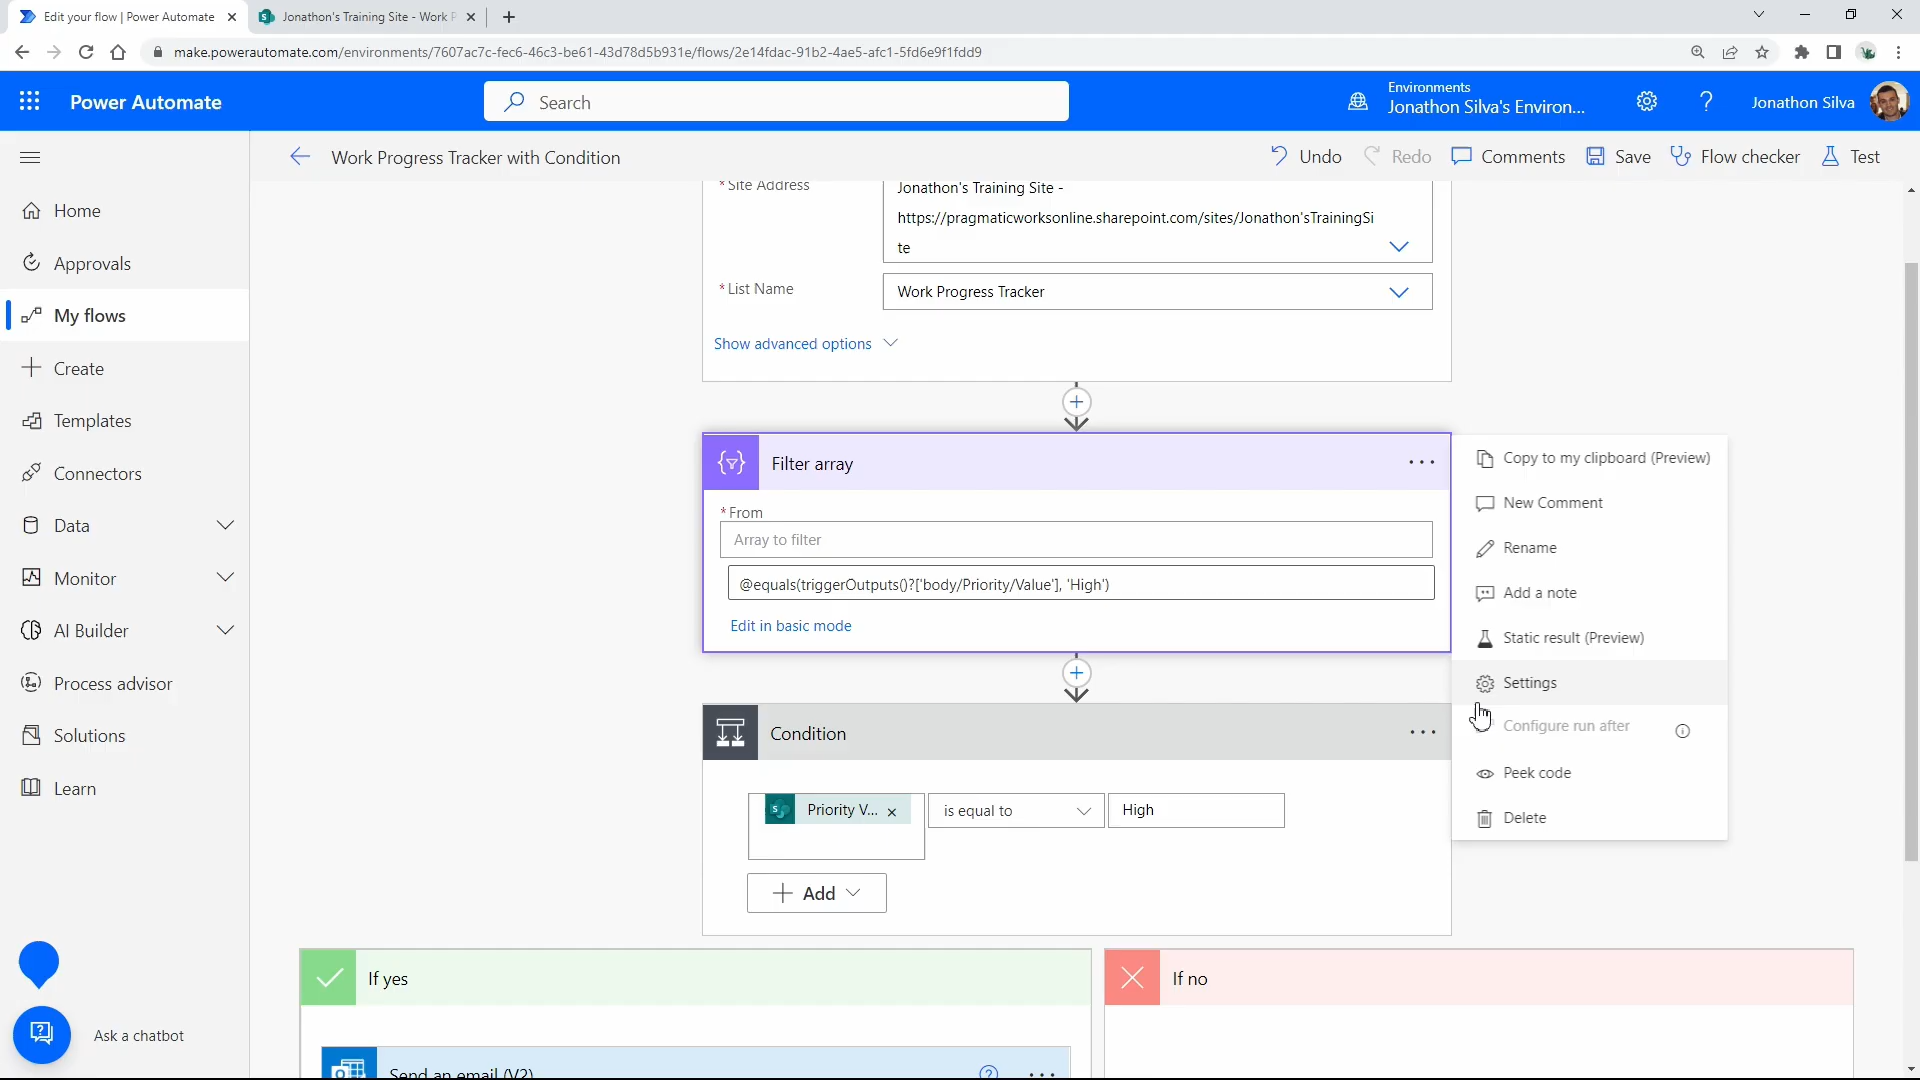 Edit your flow | Power Automate
Jonathon's Training Site - Work P
make.powerautomate.com/environments/7607ac7c-fec6-46c3-be61-43d78d5b931e/flows/2e14fdac-91b2-4ae5-afc1-5fd6e9f1fdd9
Power Automate
Search
Environments
Jonathon Silva's Environ...
Jonathon Silva
Work Progress Tracker with Condition
Undo
Redo
Comments
Save
Flow checker
Test
Home
Approvals
My flows
Create
Templates
Connectors
Data
Monitor
AI Builder
Process advisor
Solutions
Learn
Ask a chatbot
* Site Address
Jonathon's Training Site -
https://pragmaticworksonline.sharepoint.com/sites/Jonathon'sTrainingSi
te
* List Name
Work Progress Tracker
Show advanced options
Filter array
* From
Array to filter
@equals(triggerOutputs()?['body/Priority/Value'], 'High')
Edit in basic mode
Copy to my clipboard (Preview)
New Comment
Rename
Add a note
Static result (Preview)
Settings
Configure run after
Peek code
Delete
Condition
Priority V...
is equal to
High
Add
If yes
If no
Send an email (V2)